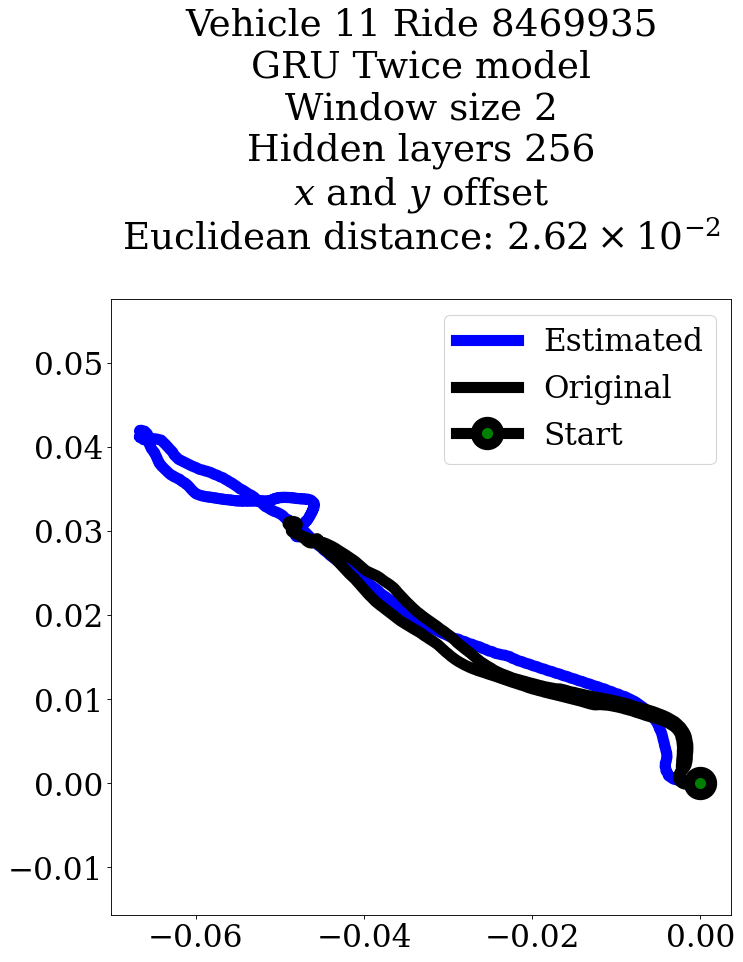 Vehicle 11 Ride 8469935
GRU Twice model
Window size 2
Hidden layers 256
x and y offset
Euclidean distance: 2.62 × 10⁻²
Estimated
Original
Start
0.05
0.04
0.03
0.02
0.01
0.00
−0.01
−0.06 −0.04 −0.02 0.00